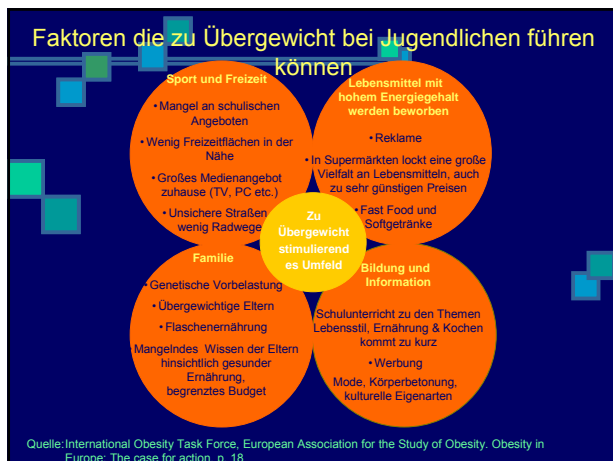 Faktoren die zu Übergewicht bei Jugendlichen führen
können
Sport und Freizeit
• Mangel an schulischen
Angeboten
• Wenig Freizeitflächen in der
Nähe
• Großes Medienangebot
zuhause (TV, PC etc.)
• Unsichere Straßen
wenig Radwege
Lebensmittel mit
hohem Energiegehalt
werden beworben
• Reklame
• In Supermärkten lockt eine große
Vielfalt an Lebensmitteln, auch
zu sehr günstigen Preisen
• Fast Food und
Softgetränke
Zu
Übergewicht
stimulierend
es Umfeld
Familie
• Genetische Vorbelastung
• Übergewichtige Eltern
• Flaschenernährung
Mangelndes Wissen der Eltern
hinsichtlich gesunder
Ernährung,
begrenztes Budget
Bildung und
Information
Schulunterricht zu den Themen
Lebensstil, Ernährung & Kochen
kommt zu kurz
• Werbung
Mode, Körperbetonung,
kulturelle Eigenarten
Quelle: International Obesity Task Force, European Association for the Study of Obesity. Obesity in
Europe: The case for action, p. 18